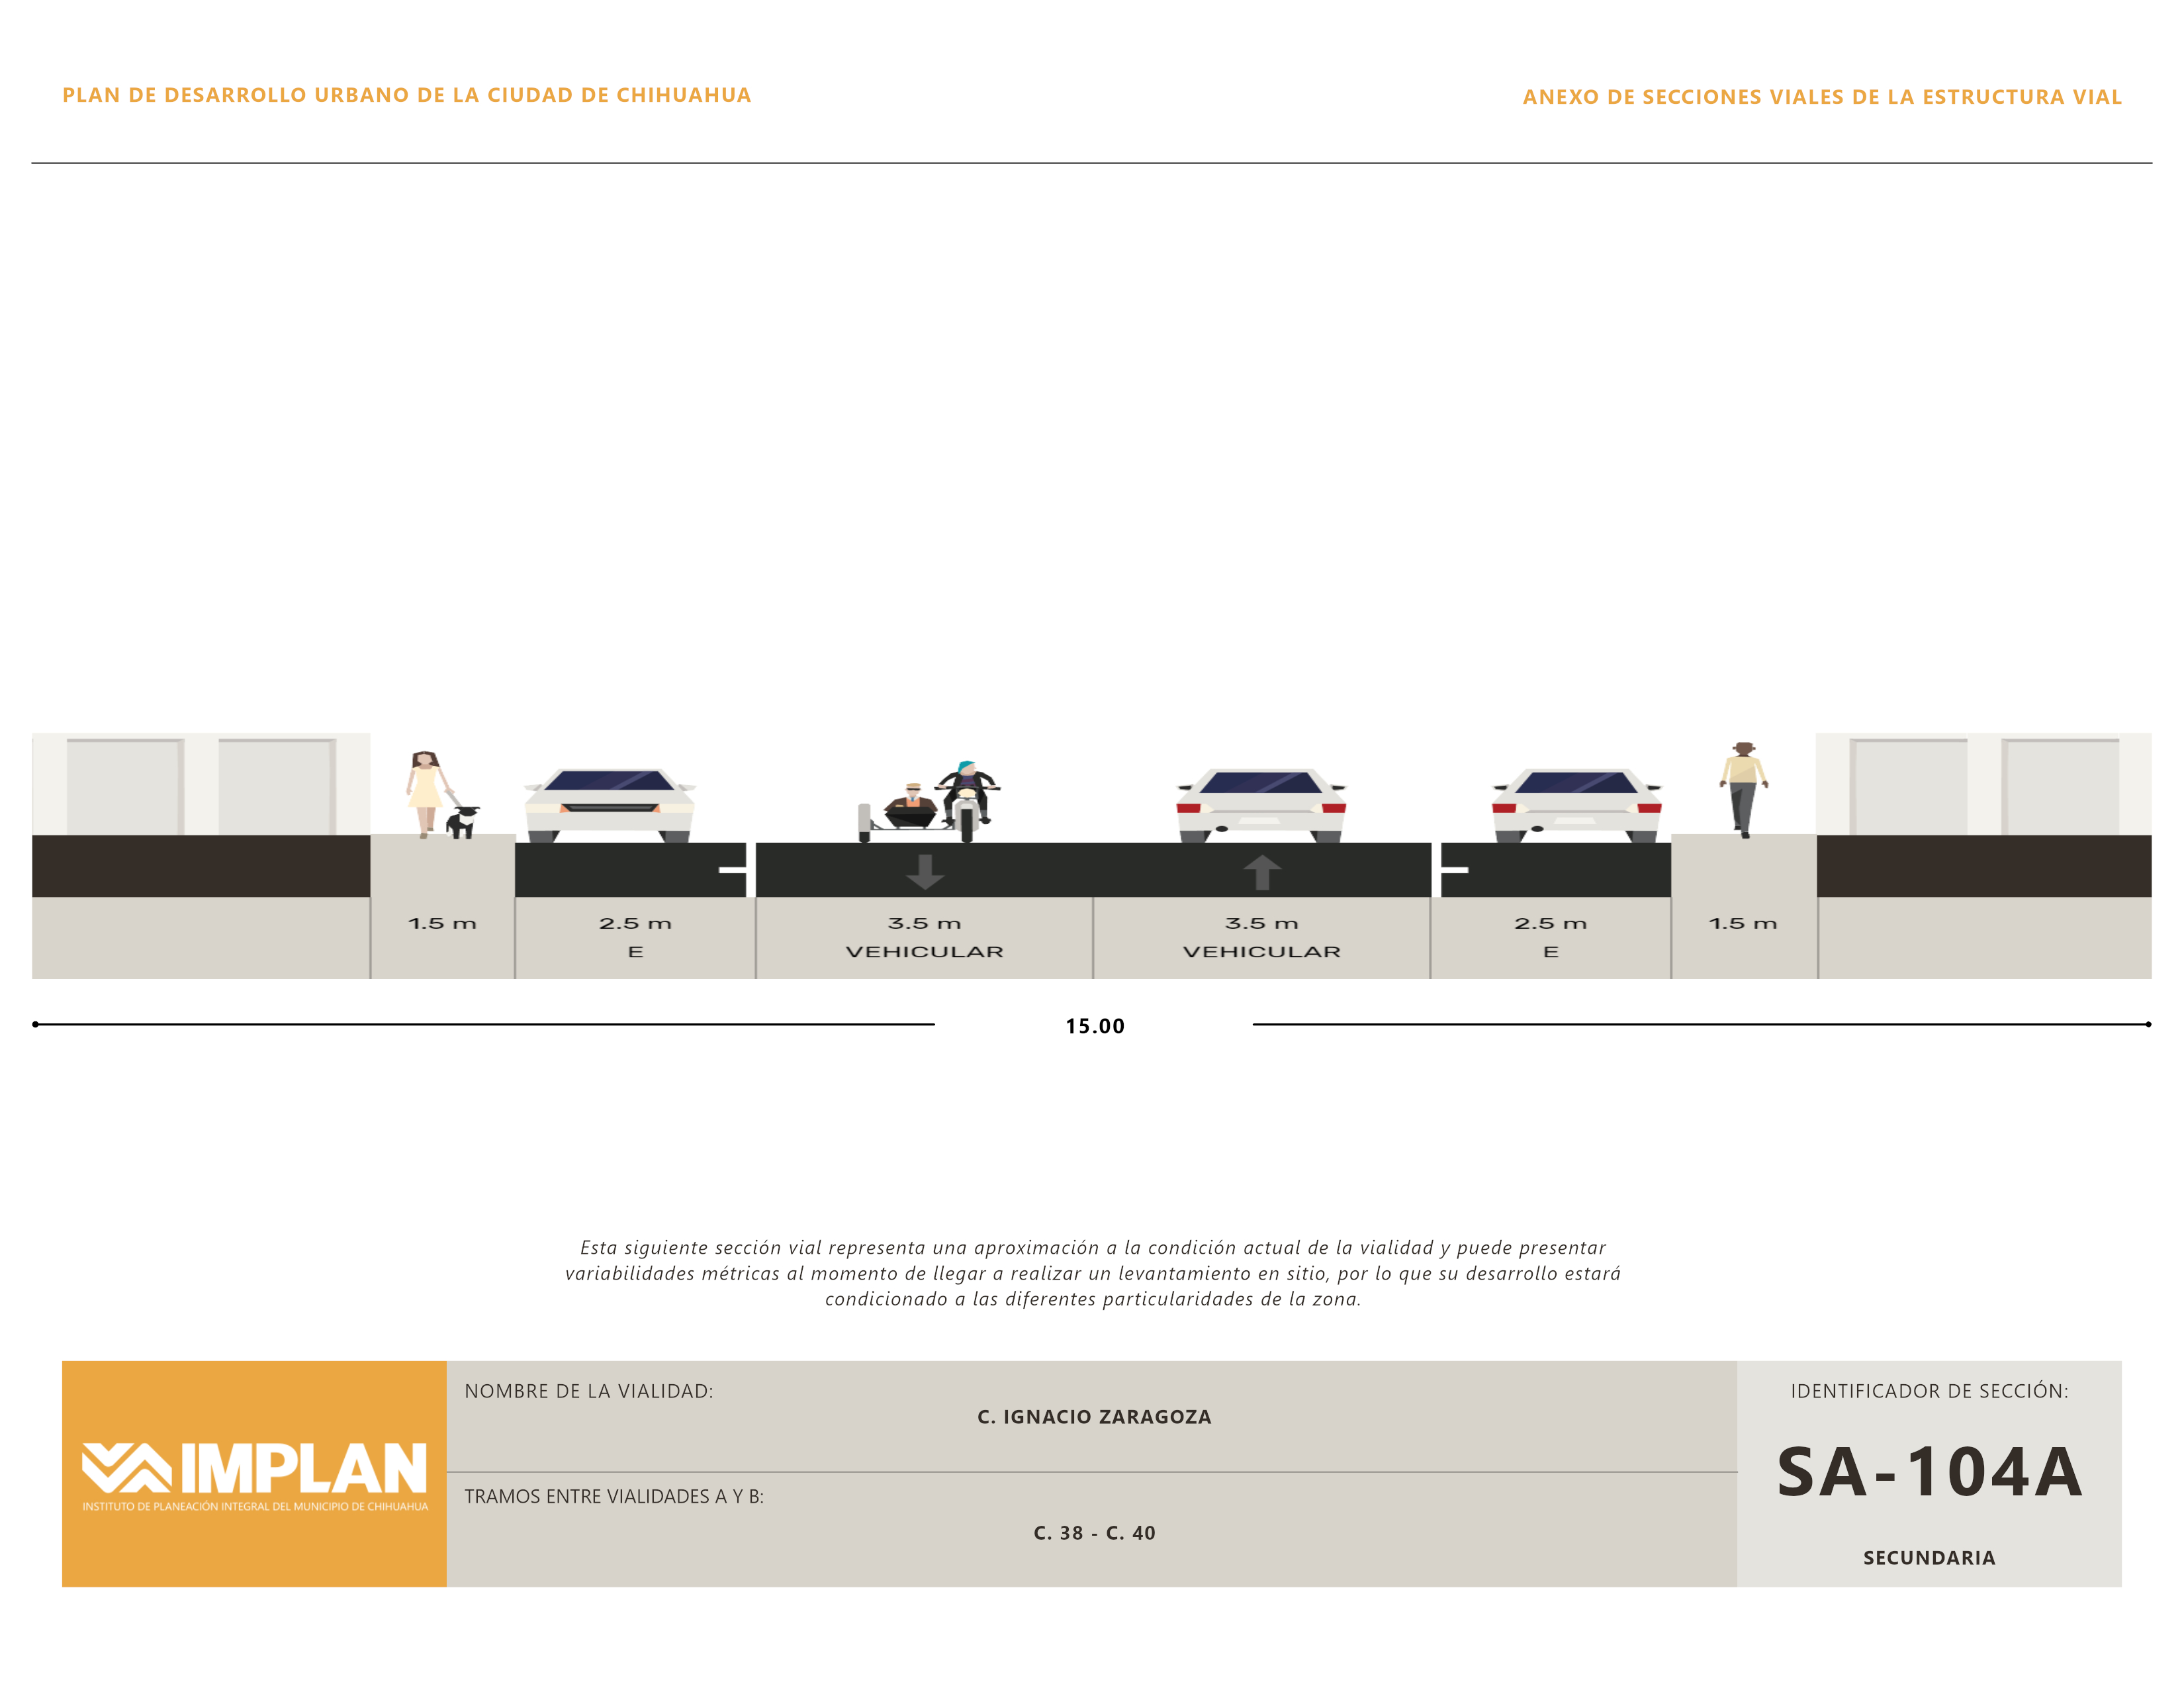 PLAN DE DESARROLLO URBANO DE LA CIUDAD DE CHIHUAHUA
ANEXO DE SECCIONES VIALES DE LA ESTRUCTURA VIAL
1.5 m
2.5 m
E
3.5 m
VEHICULAR
3.5 m
VEHICULAR
2.5 m
E
1.5 m
15.00
Esta siguiente sección vial representa una aproximación a la condición actual de la vialidad y puede presentar
variabilidades métricas al momento de llegar a realizar un levantamiento en sitio, por lo que su desarrollo estará
condicionado a las diferentes particularidades de la zona.
IMPLAN
INSTITUTO DE PLANEACIÓN INTEGRAL DEL MUNICIPIO DE CHIHUAHUA
NOMBRE DE LA VIALIDAD:
C. IGNACIO ZARAGOZA
TRAMOS ENTRE VIALIDADES A Y B:
C. 38 - C. 40
IDENTIFICADOR DE SECCIÓN:
SA-104A
SECUNDARIA